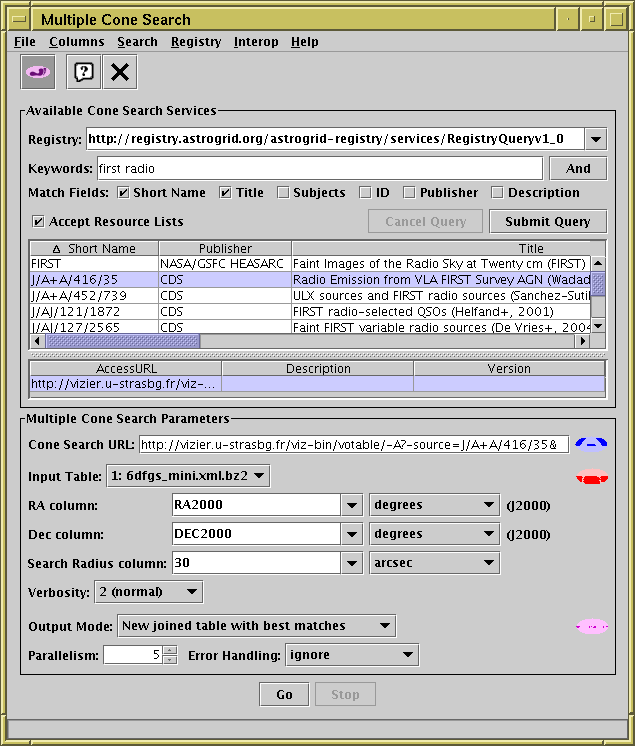 Multiple Cone Search
File Columns Search Registry Interop Help
Available Cone Search Services
Registry: http://registry.astrogrid.org/astrogrid-registry/services/RegistryQueryv1_0
Keywords: first radio And
Match Fields: Short Name Title Subjects ID Publisher Description
Accept Resource Lists Cancel Query Submit Query
Short Name Publisher Title
FIRST NASA/GSFC HEASARC Faint Images of the Radio Sky at Twenty cm (FIRST)
J/A+A/416/35 CDS Radio Emission from VLA FIRST Survey AGN (Wadad
J/A+A/452/739 CDS ULX sources and FIRST radio sources (Sanchez-Sutil
J/AJ/121/1872 CDS FIRST radio-selected QSOs (Helfand+, 2001)
J/AJ/127/2565 CDS Faint FIRST variable radio sources (De Vries+, 2004
AccessURL Description Version
http://vizier.u-strasbg.fr/viz-...
Multiple Cone Search Parameters
Cone Search URL: http://vizier.u-strasbg.fr/viz-bin/votable/-A?-source=J/A+A/416/35&
Input Table: 1: 6dfgs_mini.xml.bz2
RA column: RA2000 degrees (J2000)
Dec column: DEC2000 degrees (J2000)
Search Radius column: 30 arcsec
Verbosity: 2 (normal)
Output Mode: New joined table with best matches
Parallelism: 5 Error Handling: ignore
Go Stop